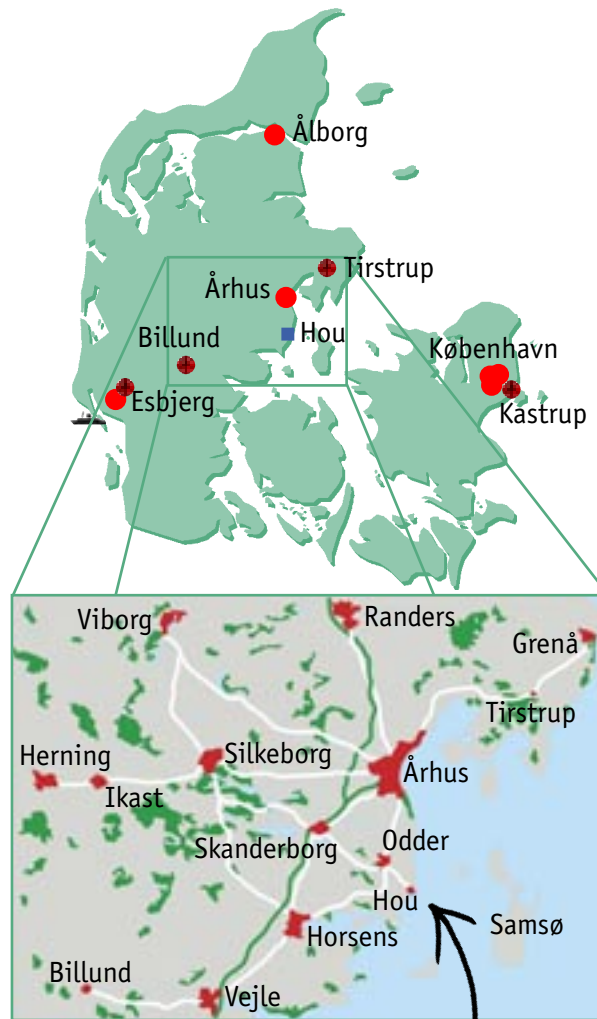 Ålborg
Tirstrup
Århus
Hou
Billund
København
Esbjerg
Kastrup
Viborg
Randers
Grenå
Tirstrup
Herning
Silkeborg
Århus
Ikast
Skanderborg
Odder
Hou
Samsø
Horsens
Billund
Vejle